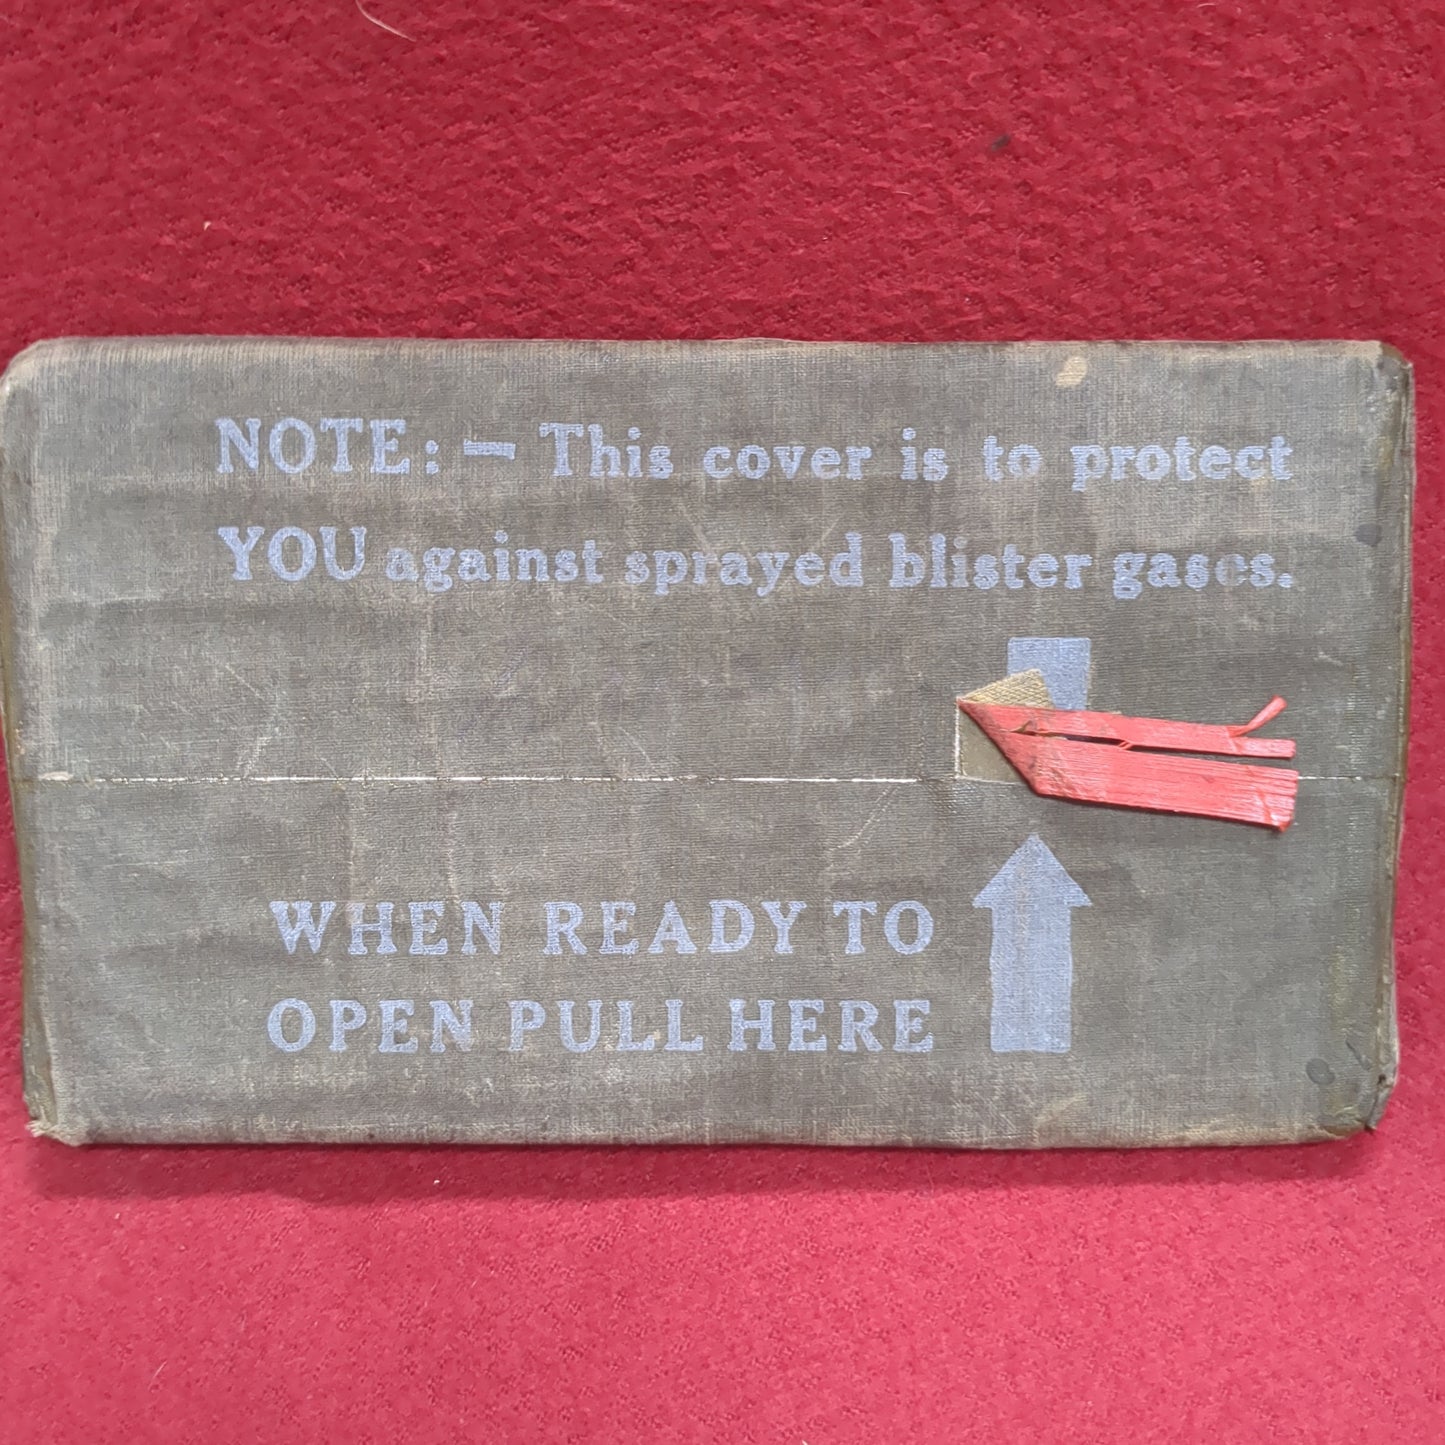 NOTE: — This cover is to protect
YOU against sprayed blister gases.
WHEN READY TO
OPEN PULL HERE